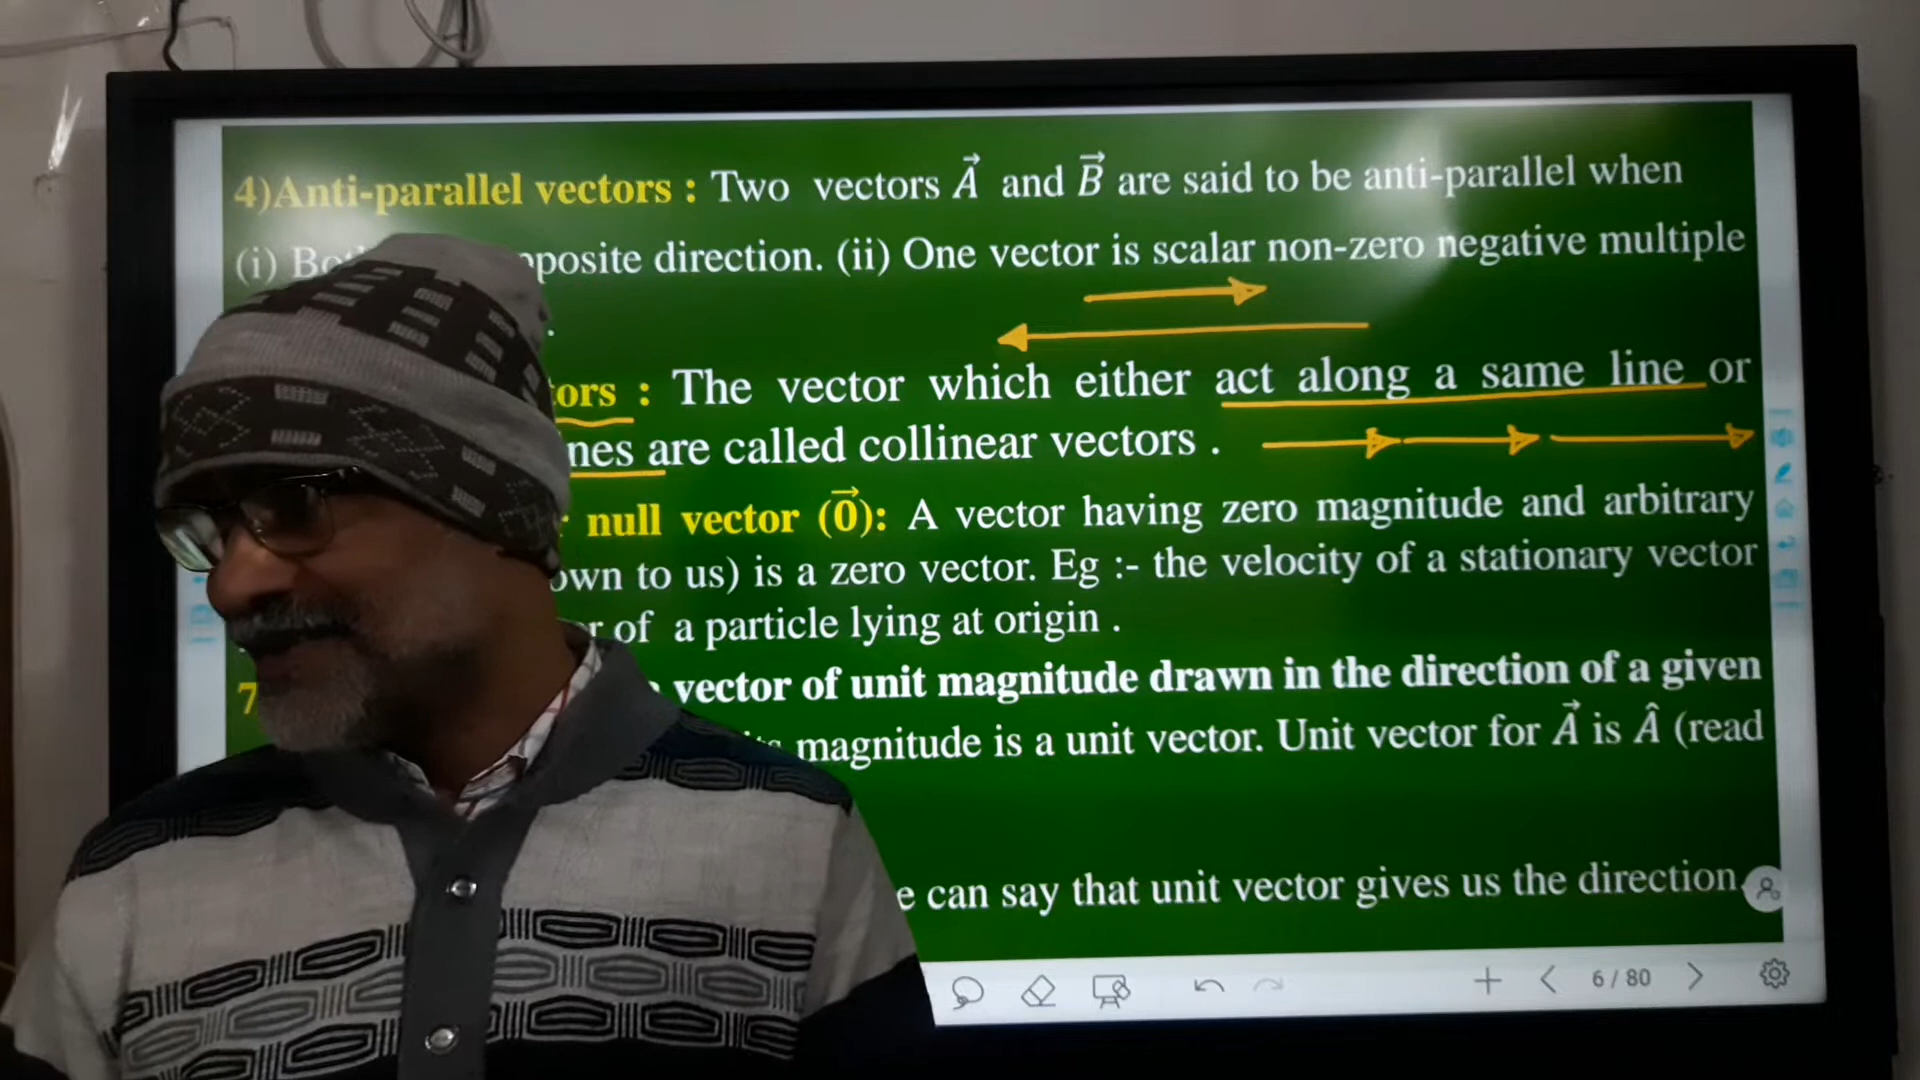 4)Anti-parallel vectors : Two vectors A⃗ and B⃗ are said to be anti-parallel when
(i) posite direction. (ii) One vector is scalar non-zero negative multiple
.
ors : The vector which either act along a same line or
nes are called collinear vectors .
null vector (0⃗): A vector having zero magnitude and arbitrary
own to us) is a zero vector. Eg :- the velocity of a stationary vector
r of a particle lying at origin .
7 vector of unit magnitude drawn in the direction of a given
magnitude is a unit vector. Unit vector for A⃗ is Â (read
e can say that unit vector gives us the direction
6 / 80